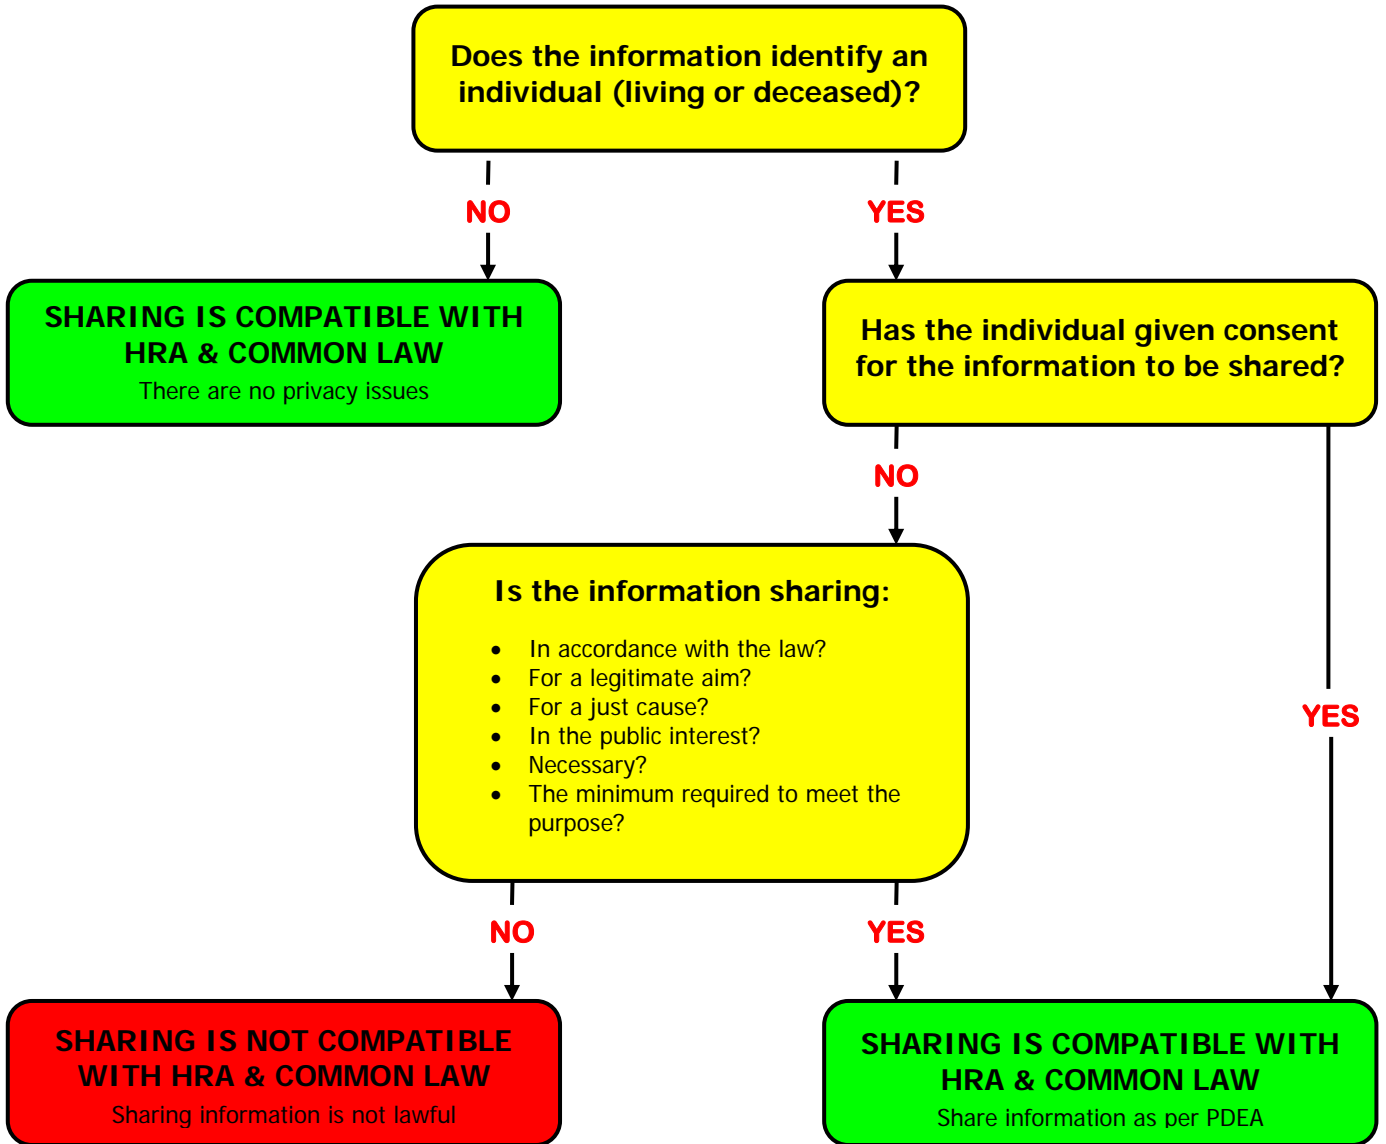 Does the information identify an
individual (living or deceased)?
NO
YES
SHARING IS COMPATIBLE WITH
HRA & COMMON LAW
There are no privacy issues
Has the individual given consent
for the information to be shared?
NO
YES
Is the information sharing:
• In accordance with the law?
• For a legitimate aim?
• For a just cause?
• In the public interest?
• Necessary?
• The minimum required to meet the
purpose?
NO
YES
SHARING IS NOT COMPATIBLE
WITH HRA & COMMON LAW
Sharing information is not lawful
SHARING IS COMPATIBLE WITH
HRA & COMMON LAW
Share information as per PDEA